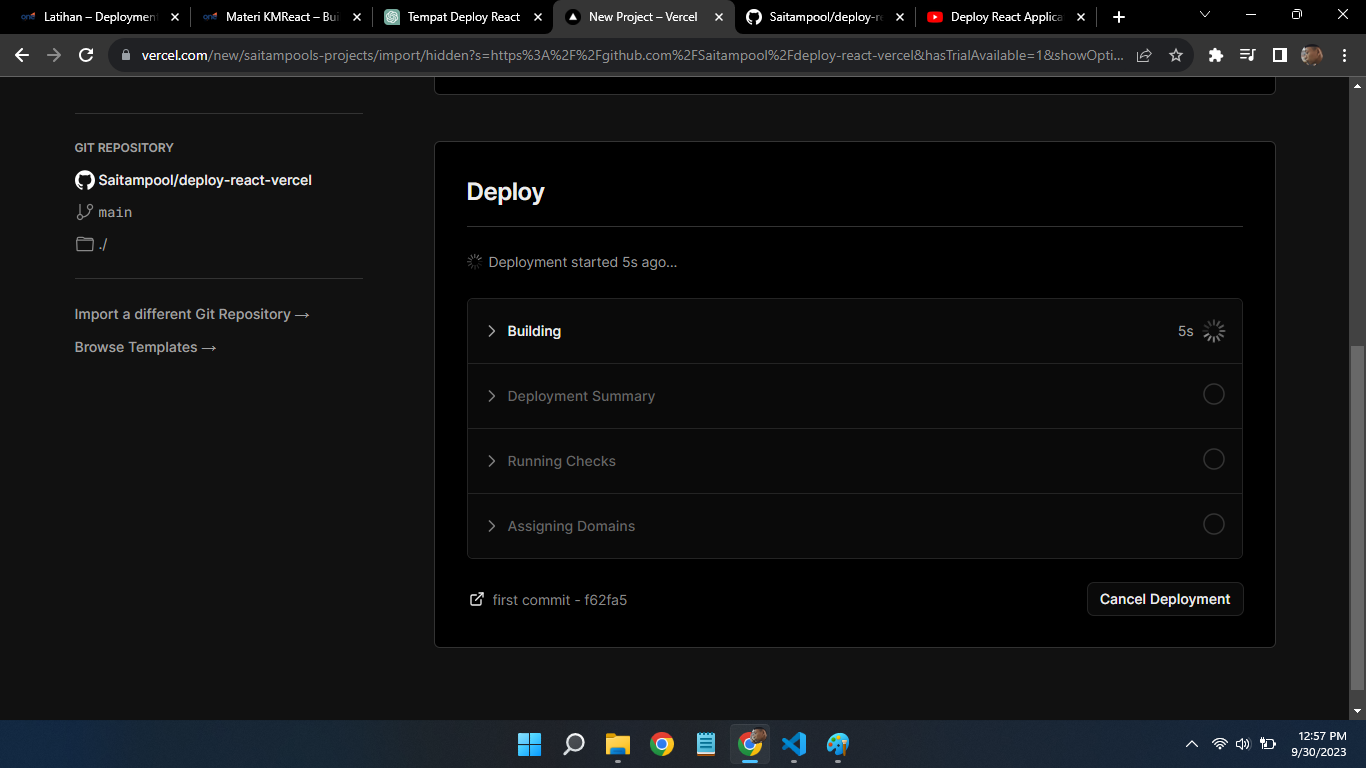 Latihan – Deployment
Materi KMReact – Bui
Tempat Deploy React
New Project – Vercel
Saitampool/deploy-re
Deploy React Applica
vercel.com/new/saitampools-projects/import/hidden?s=https%3A%2F%2Fgithub.com%2FSaitampool%2Fdeploy-react-vercel&hasTrialAvailable=1&showOpti...
GIT REPOSITORY
Saitampool/deploy-react-vercel
main
./
Import a different Git Repository →
Browse Templates →
Deploy
Deployment started 5s ago...
Building
5s
Deployment Summary
Running Checks
Assigning Domains
first commit - f62fa5
Cancel Deployment
12:57 PM
9/30/2023